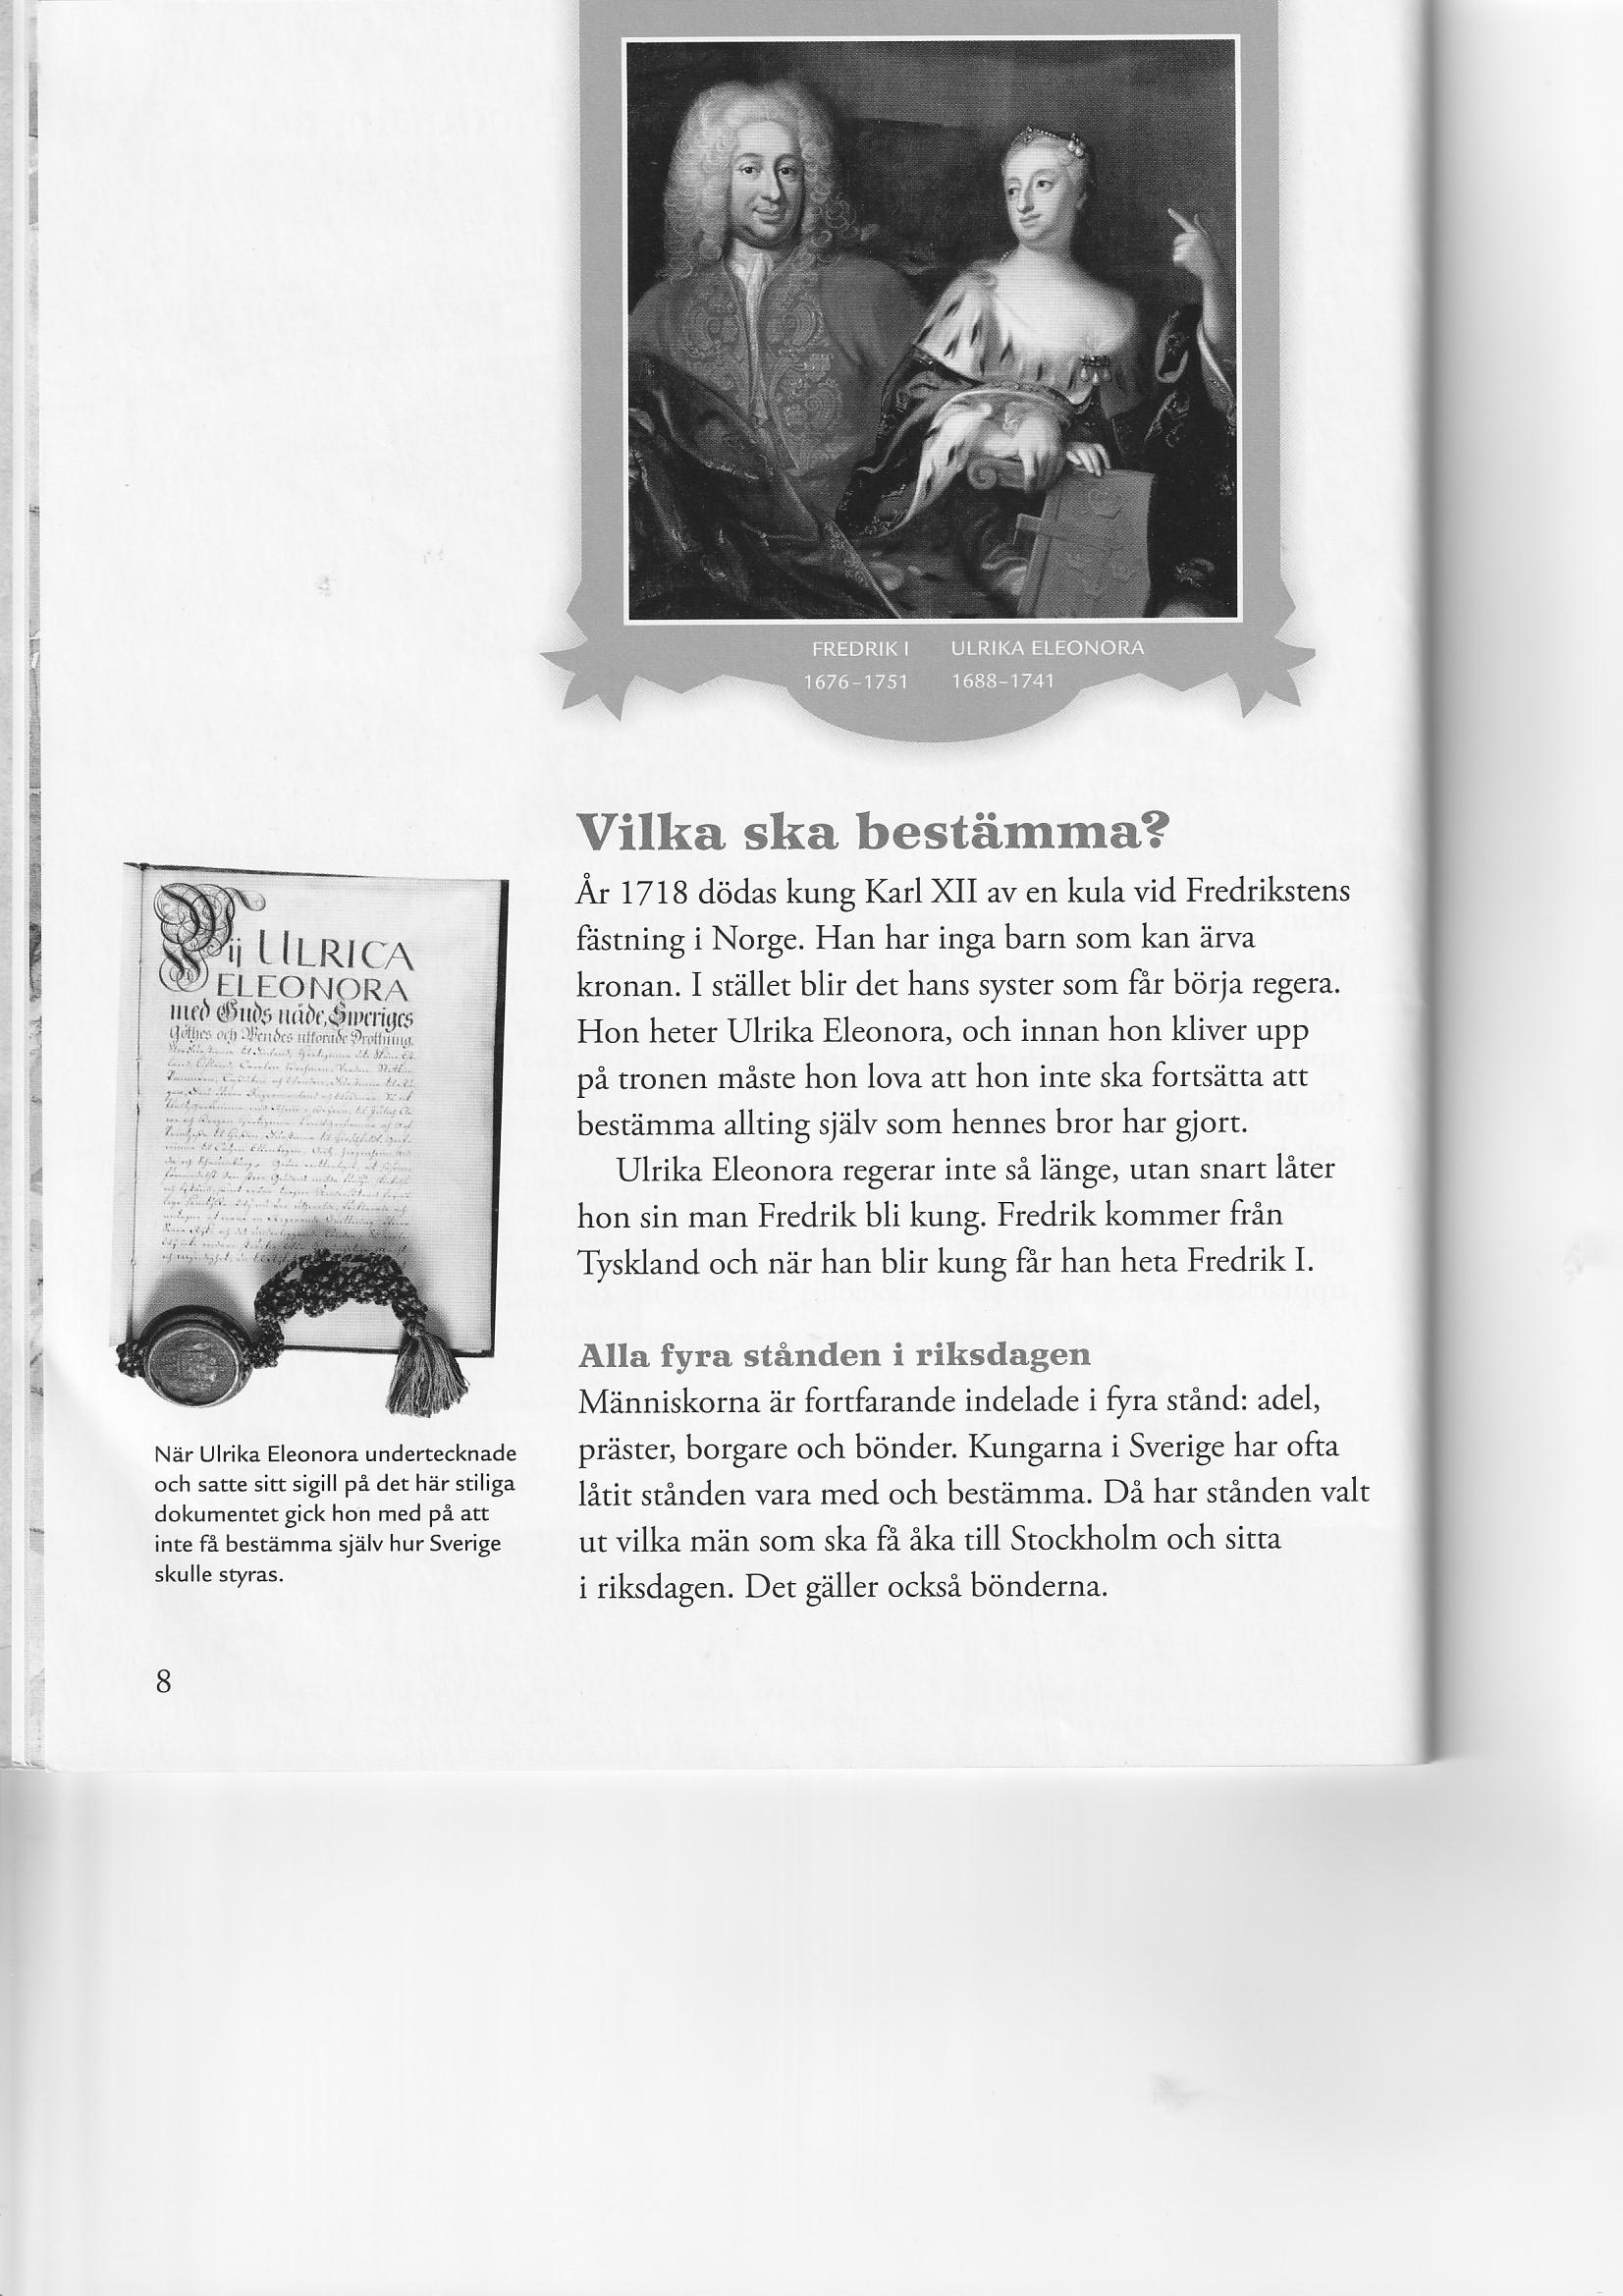 FREDRIK I ULRIKA ELEONORA
1676–1751 1688–1741
Vilka ska bestämma?
År 1718 dödas kung Karl XII av en kula vid Fredrikstens
fästning i Norge. Han har inga barn som kan ärva
kronan. I stället blir det hans syster som får börja regera.
Hon heter Ulrika Eleonora, och innan hon kliver upp
på tronen måste hon lova att hon inte ska fortsätta att
bestämma allting själv som hennes bror har gjort.
Ulrika Eleonora regerar inte så länge, utan snart låter
hon sin man Fredrik bli kung. Fredrik kommer från
Tyskland och när han blir kung får han heta Fredrik I.
Alla fyra stånden i riksdagen
Människorna är fortfarande indelade i fyra stånd: adel,
präster, borgare och bönder. Kungarna i Sverige har ofta
låtit stånden vara med och bestämma. Då har stånden valt
ut vilka män som ska få åka till Stockholm och sitta
i riksdagen. Det gäller också bönderna.
Wij ULRICA
ELEONORA
med Guds nåde, Sweriges
Göthes och Wendes utkorade Drottning
När Ulrika Eleonora undertecknade
och satte sitt sigill på det här stiliga
dokumentet gick hon med på att
inte få bestämma själv hur Sverige
skulle styras.
8